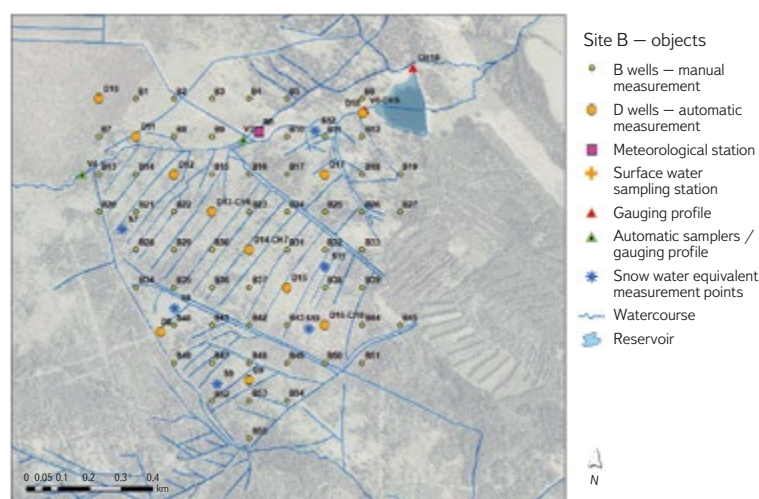 Site B – objects
B wells – manual
measurement
D wells – automatic
measurement
Meteorological station
Surface water
sampling station
Gauging profile
Automatic samplers /
gauging profile
Snow water equivalent
measurement points
Watercourse
Reservoir
N
D10 B1 B2 B3 B4 B5
B7 D11 B8 B9 B10 B11 B12
B13 B14 D12 B15 B16 B17 D17 B18 B19
B20 B21 B22 B23 B24 B25 B26 B27
B28 B29 B30 B31 B32 B33
B34 B35 B36 B37 D15 B38 B39
B41 B42 B43 B44 B45
B46 B47 B48 B49 B50 B51
B52 B53 B54
0 0.05 0.1 0.2 0.3 0.4
km